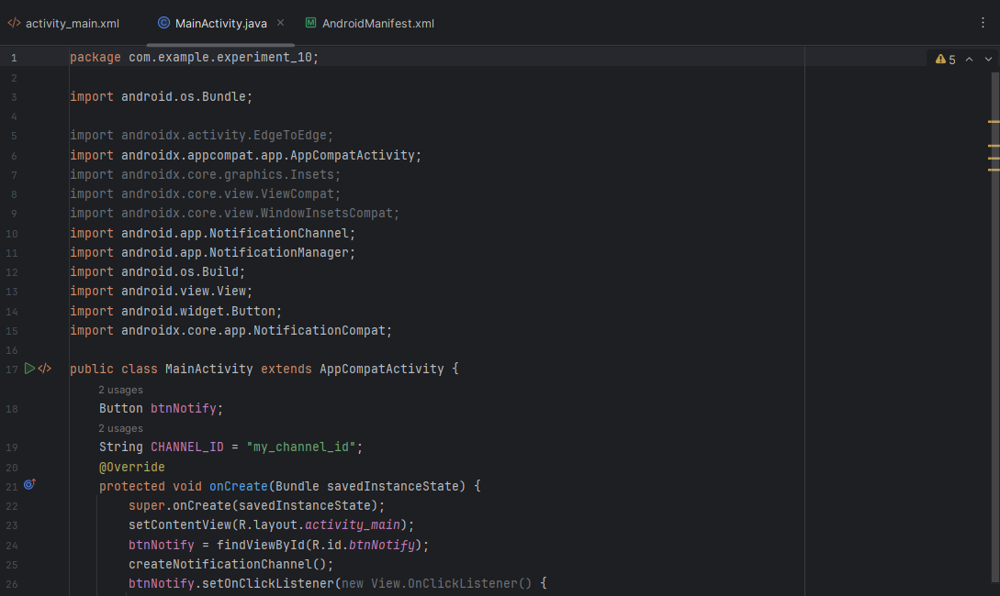 </> activity_main.xml
C MainActivity.java ×
M AndroidManifest.xml
1 package com.example.experiment_10;
5
2
3 import android.os.Bundle;
4
5 import androidx.activity.EdgeToEdge;
6 import androidx.appcompat.app.AppCompatActivity;
7 import androidx.core.graphics.Insets;
8 import androidx.core.view.ViewCompat;
9 import androidx.core.view.WindowInsetsCompat;
10 import android.app.NotificationChannel;
11 import android.app.NotificationManager;
12 import android.os.Build;
13 import android.view.View;
14 import android.widget.Button;
15 import androidx.core.app.NotificationCompat;
16
17 </> public class MainActivity extends AppCompatActivity {
2 usages
18 Button btnNotify;
2 usages
19 String CHANNEL_ID = "my_channel_id";
20 @Override
21 protected void onCreate(Bundle savedInstanceState) {
22 super.onCreate(savedInstanceState);
23 setContentView(R.layout.activity_main);
24 btnNotify = findViewById(R.id.btnNotify);
25 createNotificationChannel();
26 btnNotify.setOnClickListener(new View.OnClickListener() {